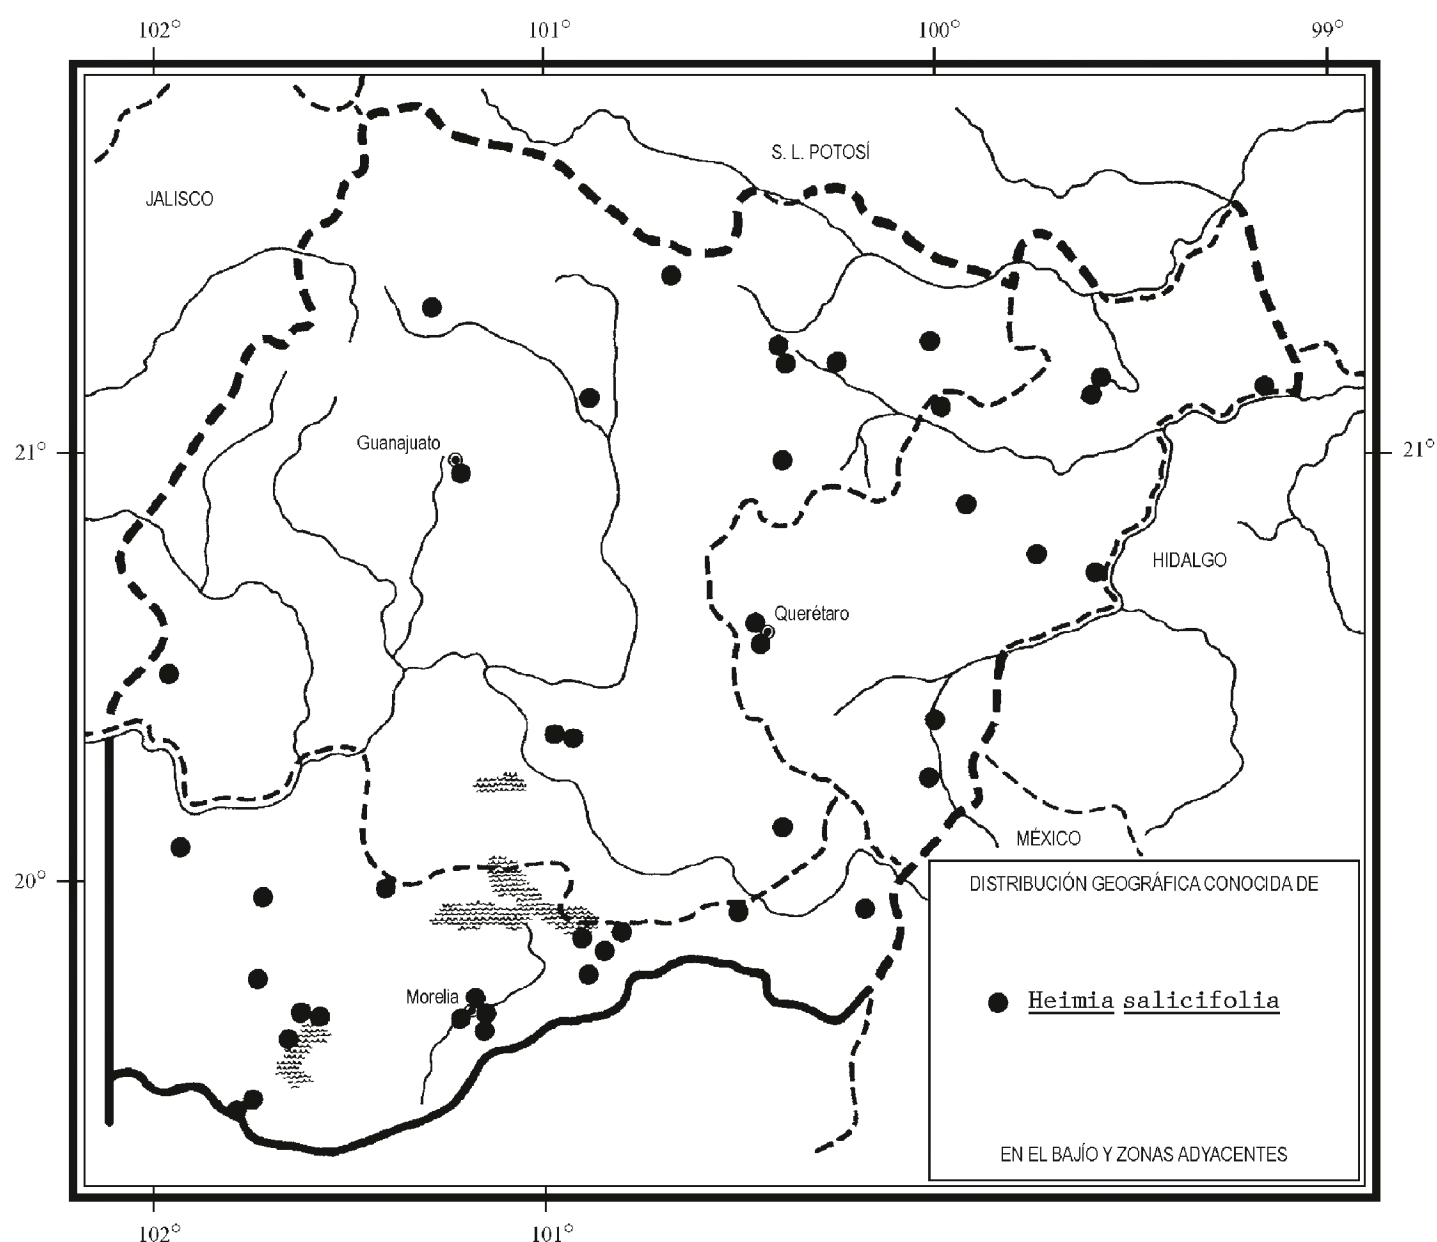 102° 101° 100° 99°
S. L. POTOSÍ
JALISCO
Guanajuato
21° 21°
HIDALGO
Querétaro
MÉXICO
20°
DISTRIBUCIÓN GEOGRÁFICA CONOCIDA DE
Morelia
Heimia salicifolia
EN EL BAJÍO Y ZONAS ADYACENTES
102° 101°